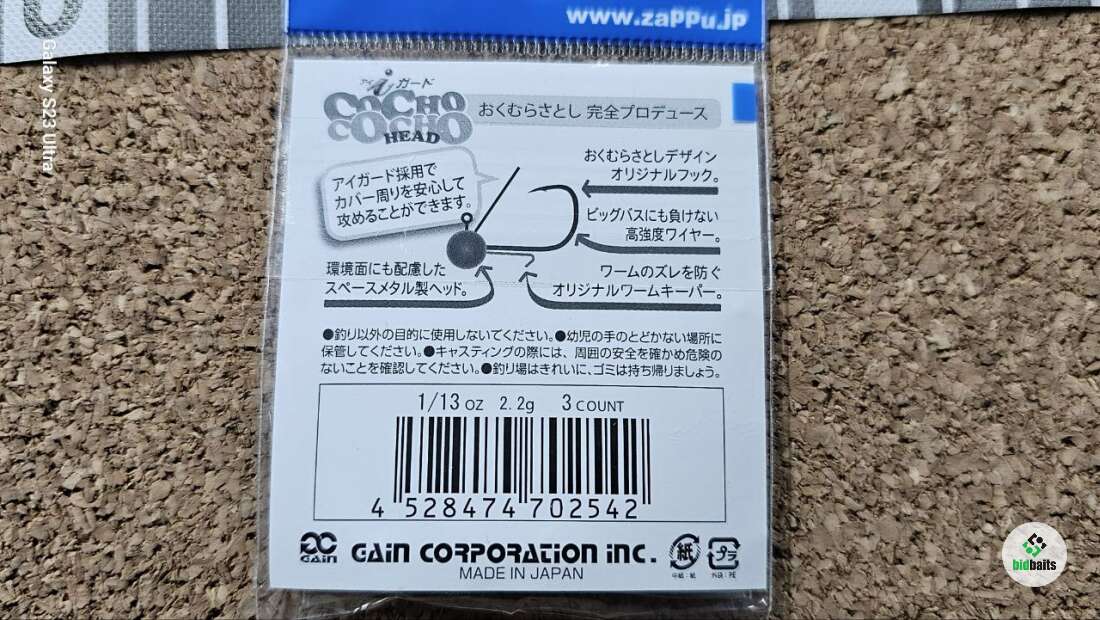 www.zappu.jp
Galaxy S23 Ultra
アイ i ガード
COCHO
COCHO
HEAD
おくむらさとし 完全プロデュース
アイガード採用で
カバー周りを安心して
攻めることができます。
おくむらさとしデザイン
オリジナルフック。
ビッグバスにも負けない
高強度ワイヤー。
環境面にも配慮した
スペースメタル製ヘッド。
ワームのズレを防ぐ
オリジナルワームキーパー。
●釣り以外の目的に使用しないでください。●幼児の手のとどかない場所に
保管してください。●キャスティングの際には、周囲の安全を確かめ危険の
ないことを確認してください。●釣り場はきれいに、ゴミは持ち帰りましょう。
1/13 OZ 2.2g 3 COUNT
4 528474 702542
GAIN
GAIN CORPORATION INC.
MADE IN JAPAN
紙
プラ
外袋：PE
bidbaits